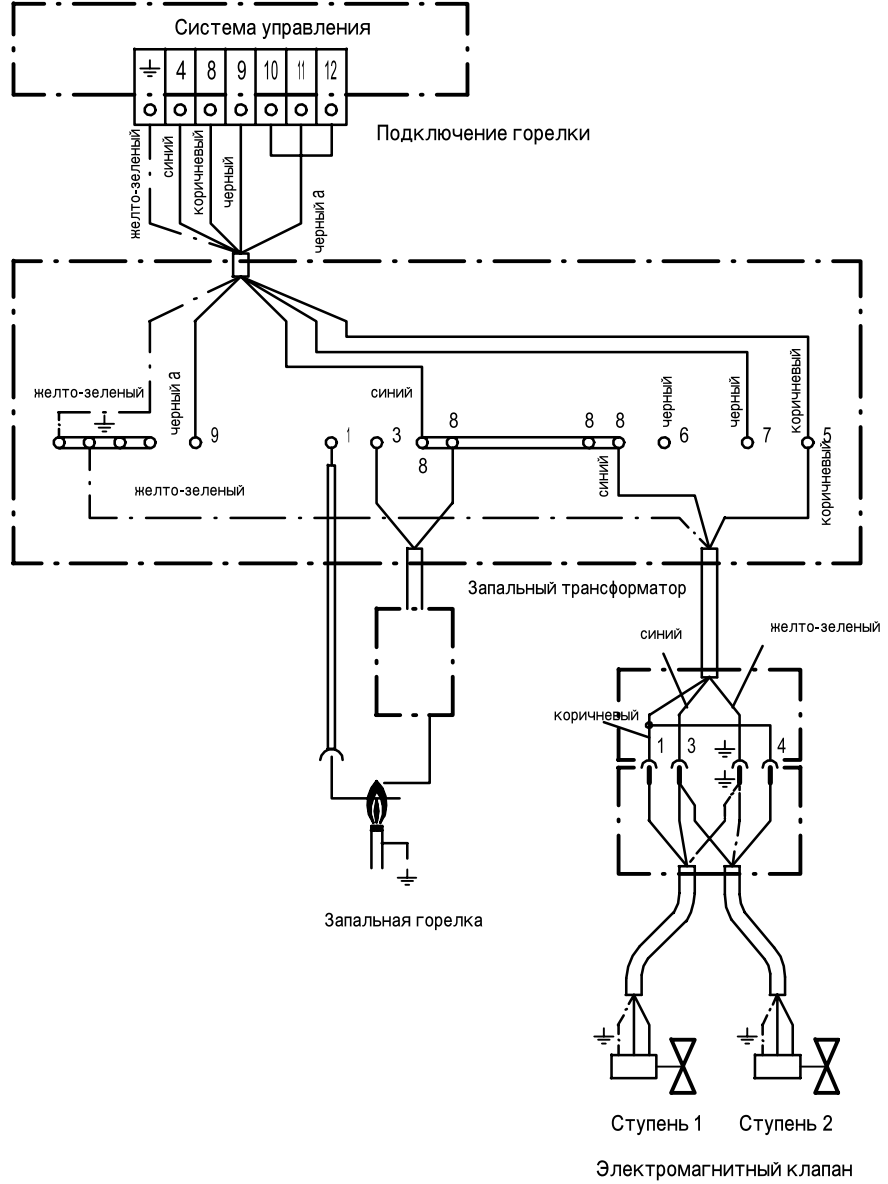 Система управления
4 8 9 10 11 12
Подключение горелки
желто-зеленый
синий
коричневый
черный
черный a
желто-зеленый
черный a
синий
черный
черный
коричневый
8 8 8
9 1 3 6 7 5
8
желто-зеленый
синий
коричневый
Запальный трансформатор
синий
желто-зеленый
коричневый
1 3 4
Запальная горелка
Ступень 1 Ступень 2
Электромагнитный клапан